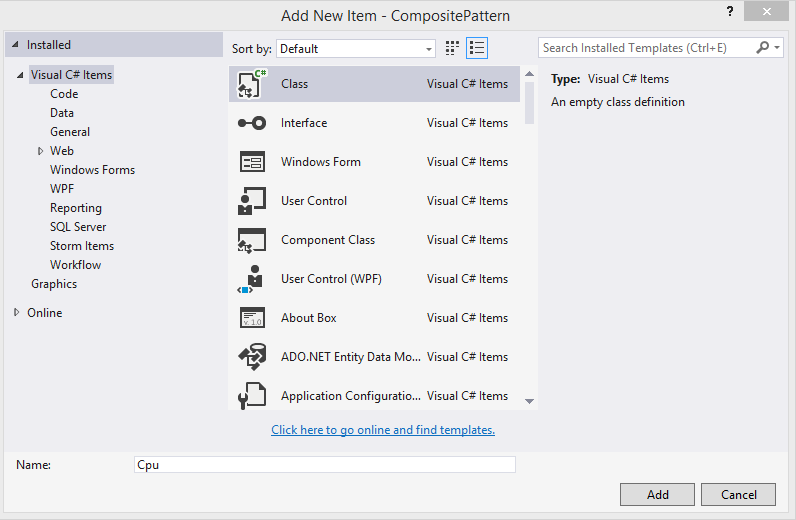 Add New Item - CompositePattern
?
Installed
Visual C# Items
Code
Data
General
Web
Windows Forms
WPF
Reporting
SQL Server
Storm Items
Workflow
Graphics
Online
Sort by: Default
C#
Class Visual C# Items
Interface Visual C# Items
Windows Form Visual C# Items
User Control Visual C# Items
Component Class Visual C# Items
User Control (WPF) Visual C# Items
v. 1.0
About Box Visual C# Items
ADO.NET Entity Data Mo... Visual C# Items
Application Configuratio... Visual C# Items
Click here to go online and find templates.
Search Installed Templates (Ctrl+E)
Type: Visual C# Items
An empty class definition
Name: Cpu
Add Cancel